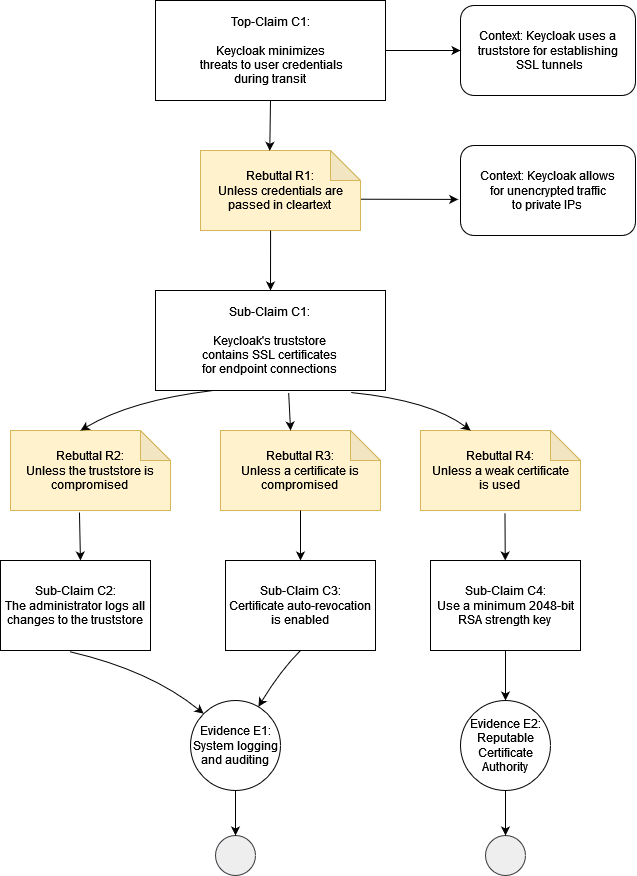 Top-Claim C1:
Keycloak minimizes
threats to user credentials
during transit
Context: Keycloak uses a
truststore for establishing
SSL tunnels
Rebuttal R1:
Unless credentials are
passed in cleartext
Context: Keycloak allows
for unencrypted traffic
to private IPs
Sub-Claim C1:
Keycloak's truststore
contains SSL certificates
for endpoint connections
Rebuttal R2:
Unless the truststore is
compromised
Rebuttal R3:
Unless a certificate is
compromised
Rebuttal R4:
Unless a weak certificate
is used
Sub-Claim C2:
The administrator logs all
changes to the truststore
Sub-Claim C3:
Certificate auto-revocation
is enabled
Sub-Claim C4:
Use a minimum 2048-bit
RSA strength key
Evidence E1:
System logging
and auditing
Evidence E2:
Reputable
Certificate
Authority